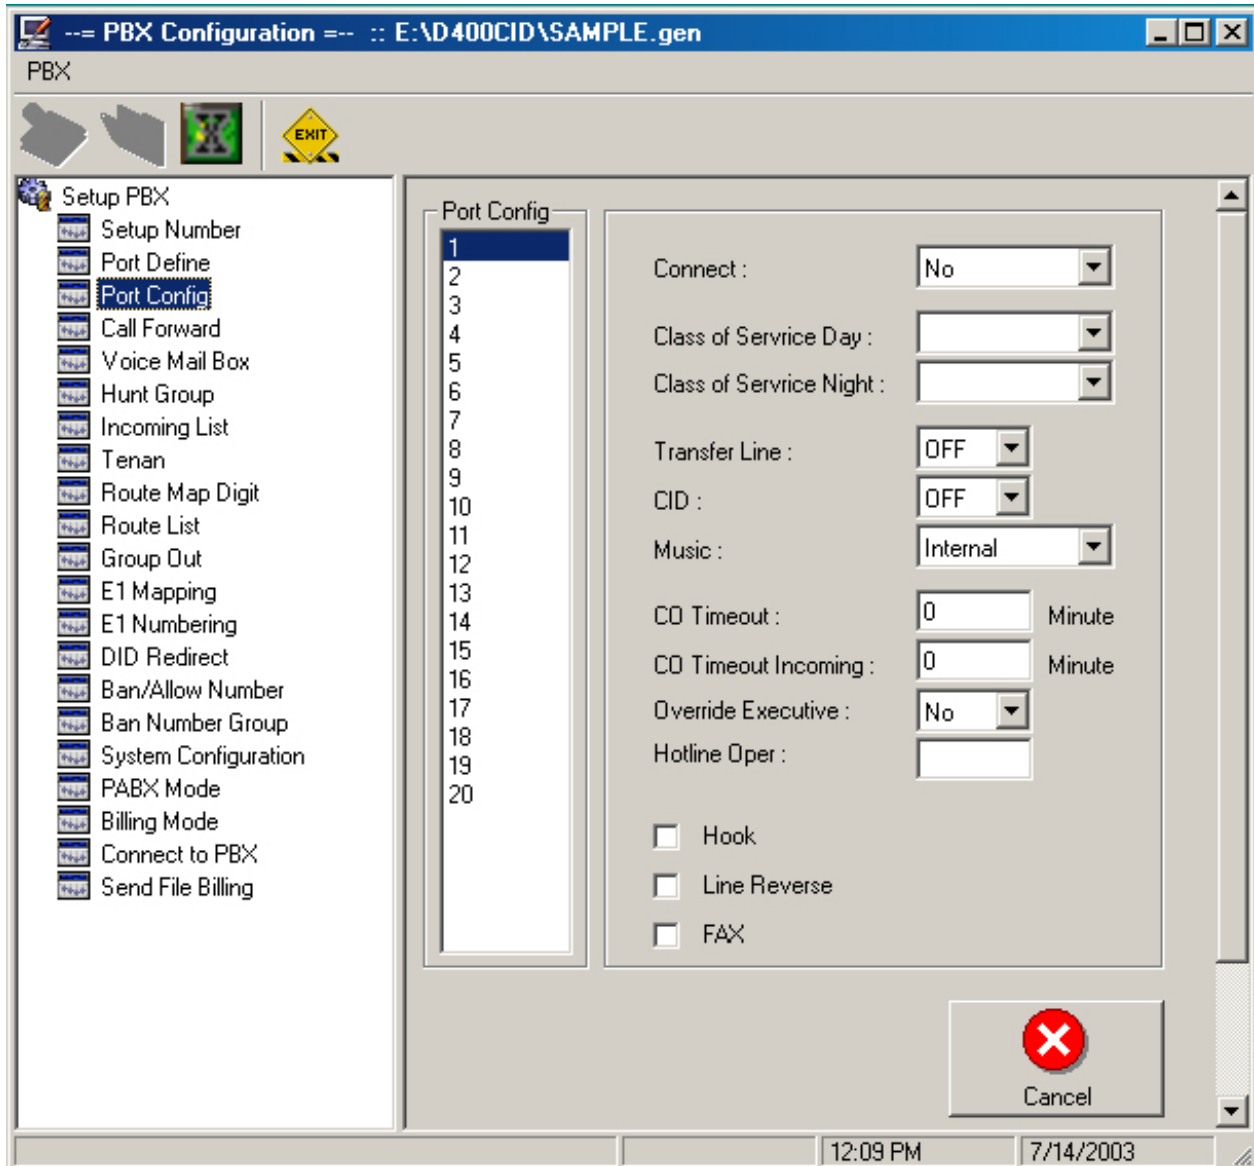 --= PBX Configuration =-- :: E:\D400CID\SAMPLE.gen
PBX
EXIT
Setup PBX
Setup Number
Port Define
Port Config
Call Forward
Voice Mail Box
Hunt Group
Incoming List
Tenan
Route Map Digit
Route List
Group Out
E1 Mapping
E1 Numbering
DID Redirect
Ban/Allow Number
Ban Number Group
System Configuration
PABX Mode
Billing Mode
Connect to PBX
Send File Billing
Port Config
1
2
3
4
5
6
7
8
9
10
11
12
13
14
15
16
17
18
19
20
Connect : No
Class of Servrice Day :
Class of Servrice Night :
Transfer Line : OFF
CID : OFF
Music : Internal
CO Timeout : 0 Minute
CO Timeout Incoming : 0 Minute
Override Executive : No
Hotline Oper :
Hook
Line Reverse
FAX
Cancel
12:09 PM 7/14/2003